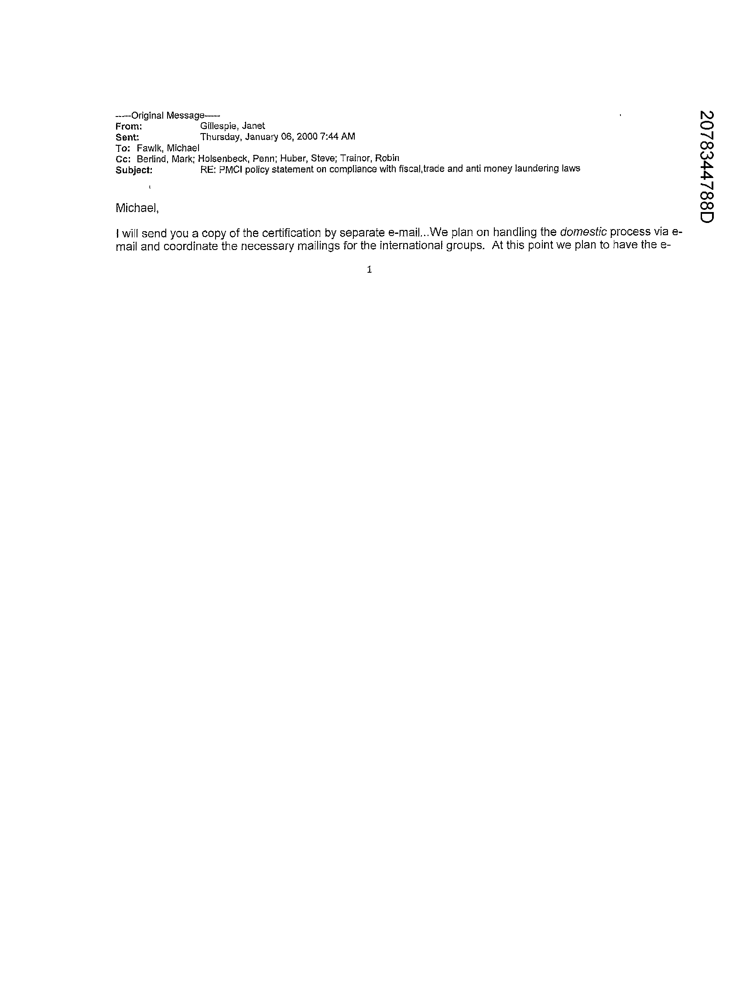 -----Original Message-----
From: Gillespie, Janet
Sent: Thursday, January 06, 2000 7:44 AM
To: Fawlk, Michael
Cc: Berlind, Mark; Holsenbeck, Penn; Huber, Steve; Trainor, Robin
Subject: RE: PMCI policy statement on compliance with fiscal,trade and anti money laundering laws
Michael,
I will send you a copy of the certification by separate e-mail...We plan on handling the domestic process via e-
mail and coordinate the necessary mailings for the international groups. At this point we plan to have the e-
1
2078344788D